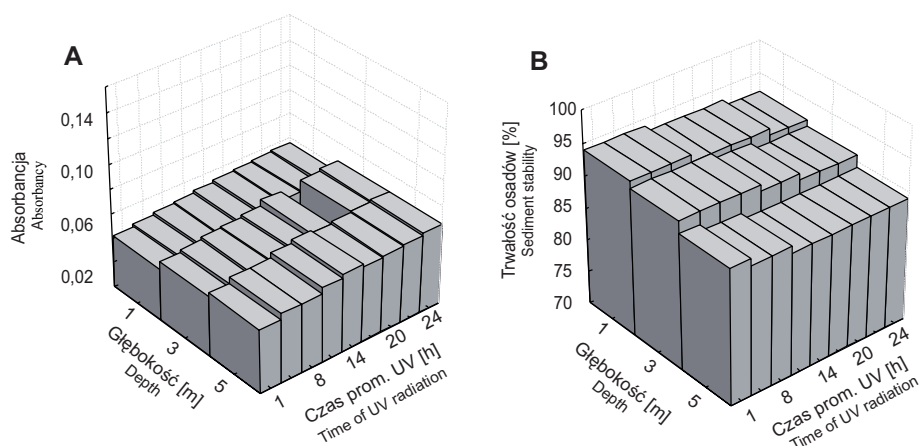 A
0,14
0,10
0,06
0,02
Absorbancja
Absorbancy
1
3
5
Głębokość [m]
Depth
1
8
14
20
24
Czas prom. UV [h]
Time of UV radiation
B
100
95
90
85
80
75
70
Trwałość osadów [%]
Sediment stability
1
3
5
Głębokość [m]
Depth
1
8
14
20
24
Czas prom. UV [h]
Time of UV radiation